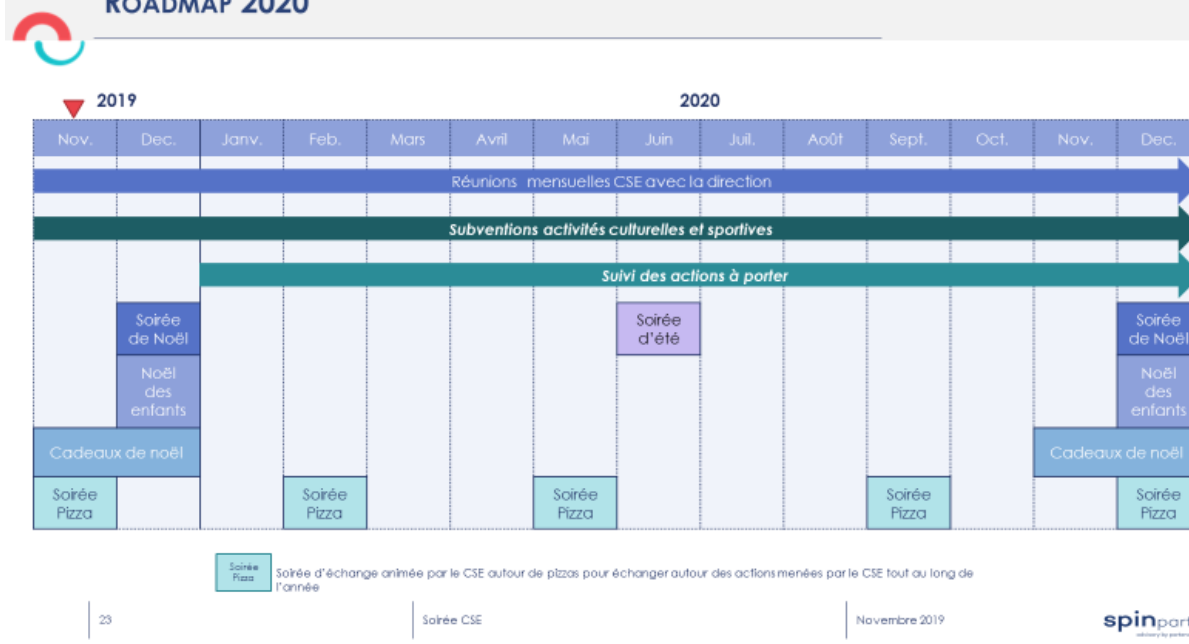 ROADMAP 2020
2019
2020
Nov. Dec. Janv. Feb. Mars Avril Mai Juin Juil. Août Sept. Oct. Nov. Dec.
Réunions mensuelles CSE avec la direction
Subventions activités culturelles et sportives
Suivi des actions à porter
Soirée
de Noël
Soirée
d'été
Soirée
de Noël
Noël
des
enfants
Noël
des
enfants
Cadeaux de noël
Cadeaux de noël
Soirée
Pizza
Soirée
Pizza
Soirée
Pizza
Soirée
Pizza
Soirée
Pizza
Soirée
Pizza
Soirée d'échange animée par le CSE autour de pizzas pour échanger autour des actions menées par le CSE tout au long de
l'année
23
Soirée CSE
Novembre 2019
spinpart